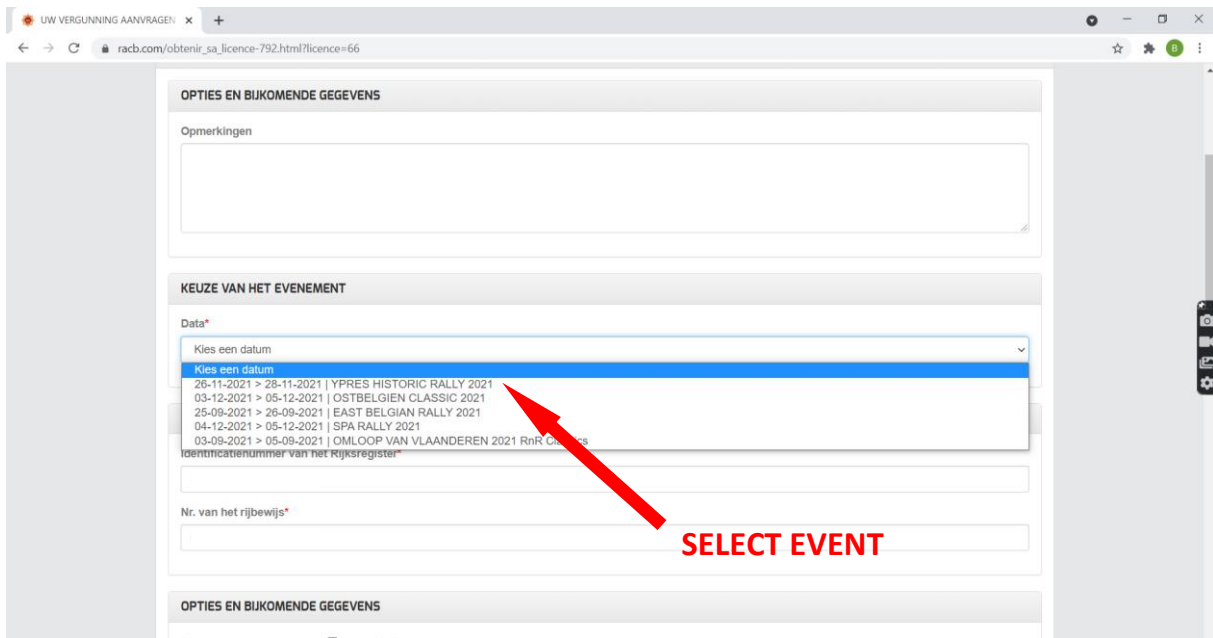 UW VERGUNNING AANVRAGEN
racb.com/obtenir_sa_licence-792.html?licence=66
B
OPTIES EN BIJKOMENDE GEGEVENS
Opmerkingen
KEUZE VAN HET EVENEMENT
Data*
Kies een datum
Kies een datum
26-11-2021 > 28-11-2021 | YPRES HISTORIC RALLY 2021
03-12-2021 > 05-12-2021 | OSTBELGIEN CLASSIC 2021
25-09-2021 > 26-09-2021 | EAST BELGIAN RALLY 2021
04-12-2021 > 05-12-2021 | SPA RALLY 2021
03-09-2021 > 05-09-2021 | OMLOOP VAN VLAANDEREN 2021 RnR Classics
Identificatienummer van het Rijksregister*
Nr. van het rijbewijs*
SELECT EVENT
OPTIES EN BIJKOMENDE GEGEVENS